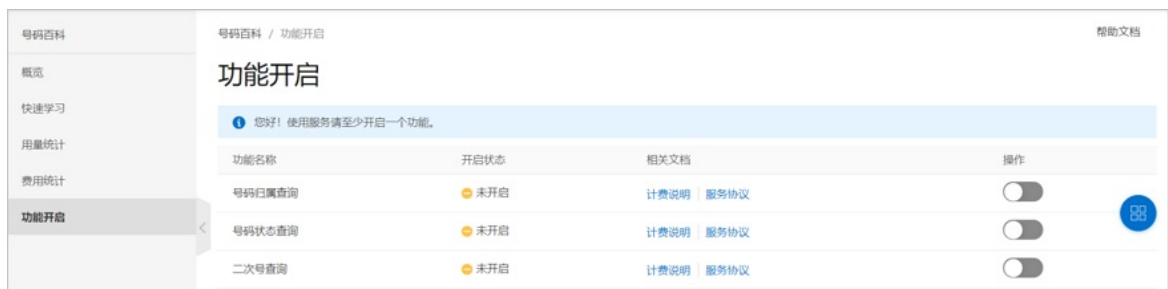 号码百科
概览
快速学习
用量统计
费用统计
功能开启
号码百科 / 功能开启
帮助文档
功能开启
您好！使用服务请至少开启一个功能。
功能名称 开启状态 相关文档 操作
号码归属查询 未开启 计费说明 服务协议
号码状态查询 未开启 计费说明 服务协议
二次号查询 未开启 计费说明 服务协议